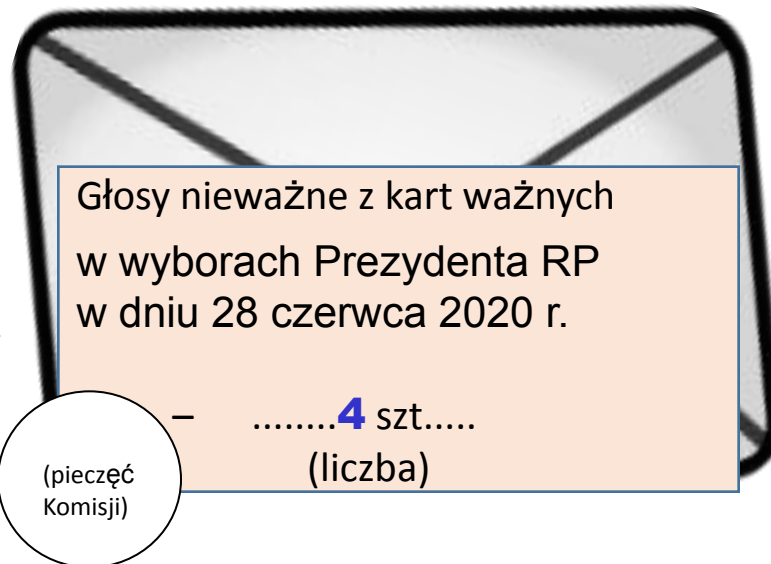 Głosy nieważne z kart ważnych
w wyborach Prezydenta RP
w dniu 28 czerwca 2020 r.
– ........4 szt.....
(liczba)
(pieczęć
Komisji)